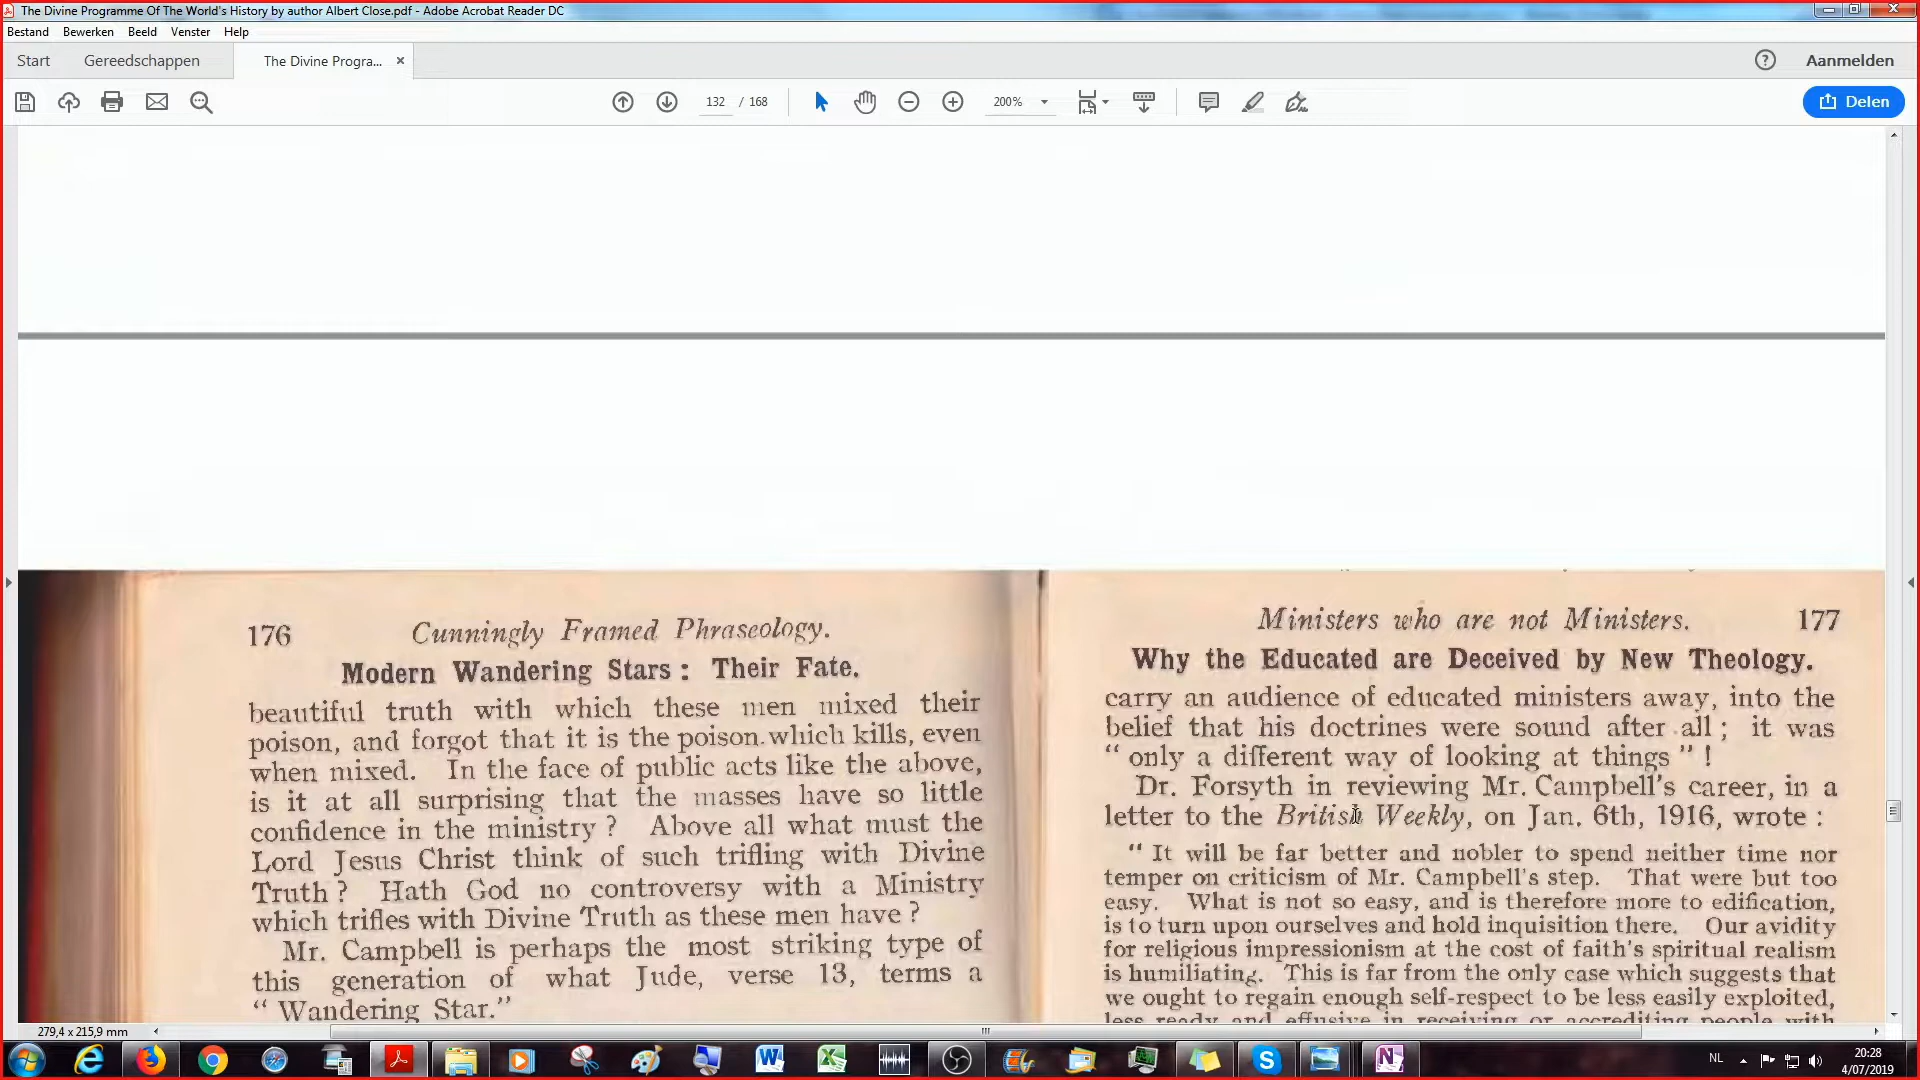 The Divine Programme Of The World's History by author Albert Close.pdf - Adobe Acrobat Reader DC
Bestand Bewerken Beeld Venster Help
Start Gereedschappen The Divine Progra... Aanmelden
132 / 168 200% Delen
176 Cunningly Framed Phraseology.
Modern Wandering Stars : Their Fate.
beautiful truth with which these men mixed their
poison, and forgot that it is the poison which kills, even
when mixed. In the face of public acts like the above,
is it at all surprising that the masses have so little
confidence in the ministry ? Above all what must the
Lord Jesus Christ think of such trifling with Divine
Truth ? Hath God no controversy with a Ministry
which trifles with Divine Truth as these men have ?
Mr. Campbell is perhaps the most striking type of
this generation of what Jude, verse 13, terms a
“ Wandering Star.”
Ministers who are not Ministers. 177
Why the Educated are Deceived by New Theology.
carry an audience of educated ministers away, into the
belief that his doctrines were sound after all ; it was
“ only a different way of looking at things ” !
Dr. Forsyth in reviewing Mr. Campbell's career, in a
letter to the British Weekly, on Jan. 6th, 1916, wrote :
“ It will be far better and nobler to spend neither time nor
temper on criticism of Mr. Campbell's step. That were but too
easy. What is not so easy, and is therefore more to edification,
is to turn upon ourselves and hold inquisition there. Our avidity
for religious impressionism at the cost of faith's spiritual realism
is humiliating. This is far from the only case which suggests that
we ought to regain enough self-respect to be less easily exploited,
less ready and effusive in receiving or accrediting people with
279,4 x 215,9 mm
NL 20:28
4/07/2019